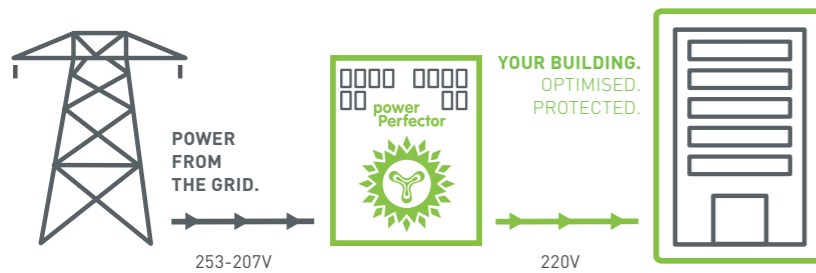 POWER
FROM
THE GRID.
253-207V
power
Perfector
YOUR BUILDING.
OPTIMISED.
PROTECTED.
220V